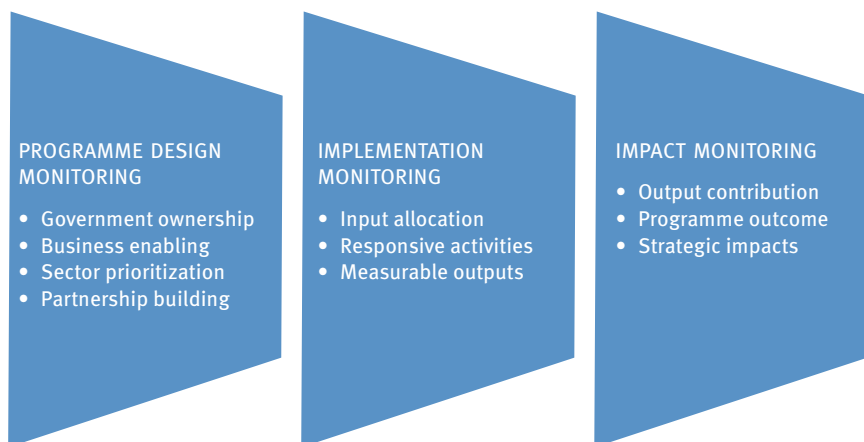 PROGRAMME DESIGN
MONITORING
• Government ownership
• Business enabling
• Sector prioritization
• Partnership building
IMPLEMENTATION
MONITORING
• Input allocation
• Responsive activities
• Measurable outputs
IMPACT MONITORING
• Output contribution
• Programme outcome
• Strategic impacts